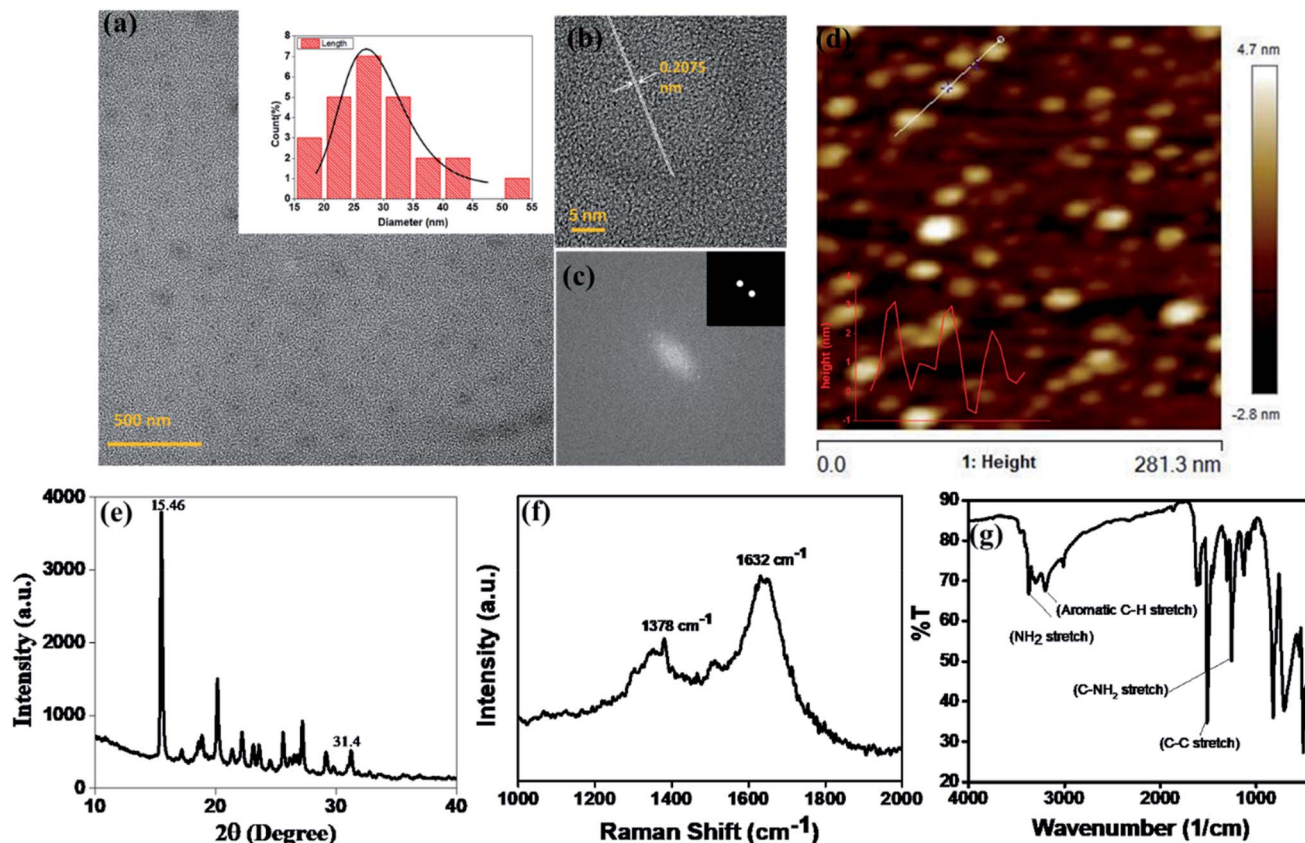 (a)
Length
Count(%)
8
7
6
5
4
3
2
1
0
15 20 25 30 35 40 45 50 55
Diameter (nm)
500 nm
(b)
0.2075
nm
5 nm
(c)
(d)
4.7 nm
-2.8 nm
height (nm)
3
2
1
0
-1
0.0 1: Height 281.3 nm
(e)
Intensity (a.u.)
4000
3000
2000
1000
0
15.46
31.4
10 20 30 40
2θ (Degree)
(f)
Intensity (a.u.)
1378 cm⁻¹
1632 cm⁻¹
1000 1200 1400 1600 1800 2000
Raman Shift (cm⁻¹)
(g)
%T
90
80
70
60
50
40
30
20
(Aromatic C–H stretch)
(NH₂ stretch)
(C-NH₂ stretch)
(C-C stretch)
4000 3000 2000 1000
Wavenumber (1/cm)